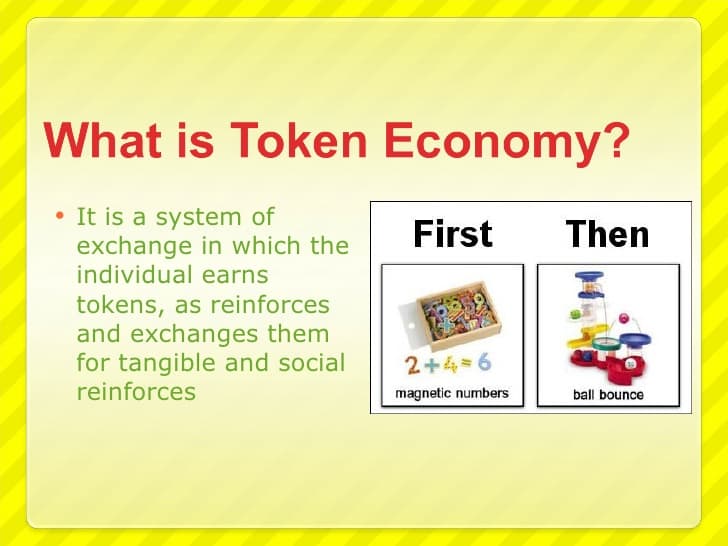 What is Token Economy?
• It is a system of
exchange in which the
individual earns
tokens, as reinforces
and exchanges them
for tangible and social
reinforces
First Then
2+4=6
magnetic numbers ball bounce